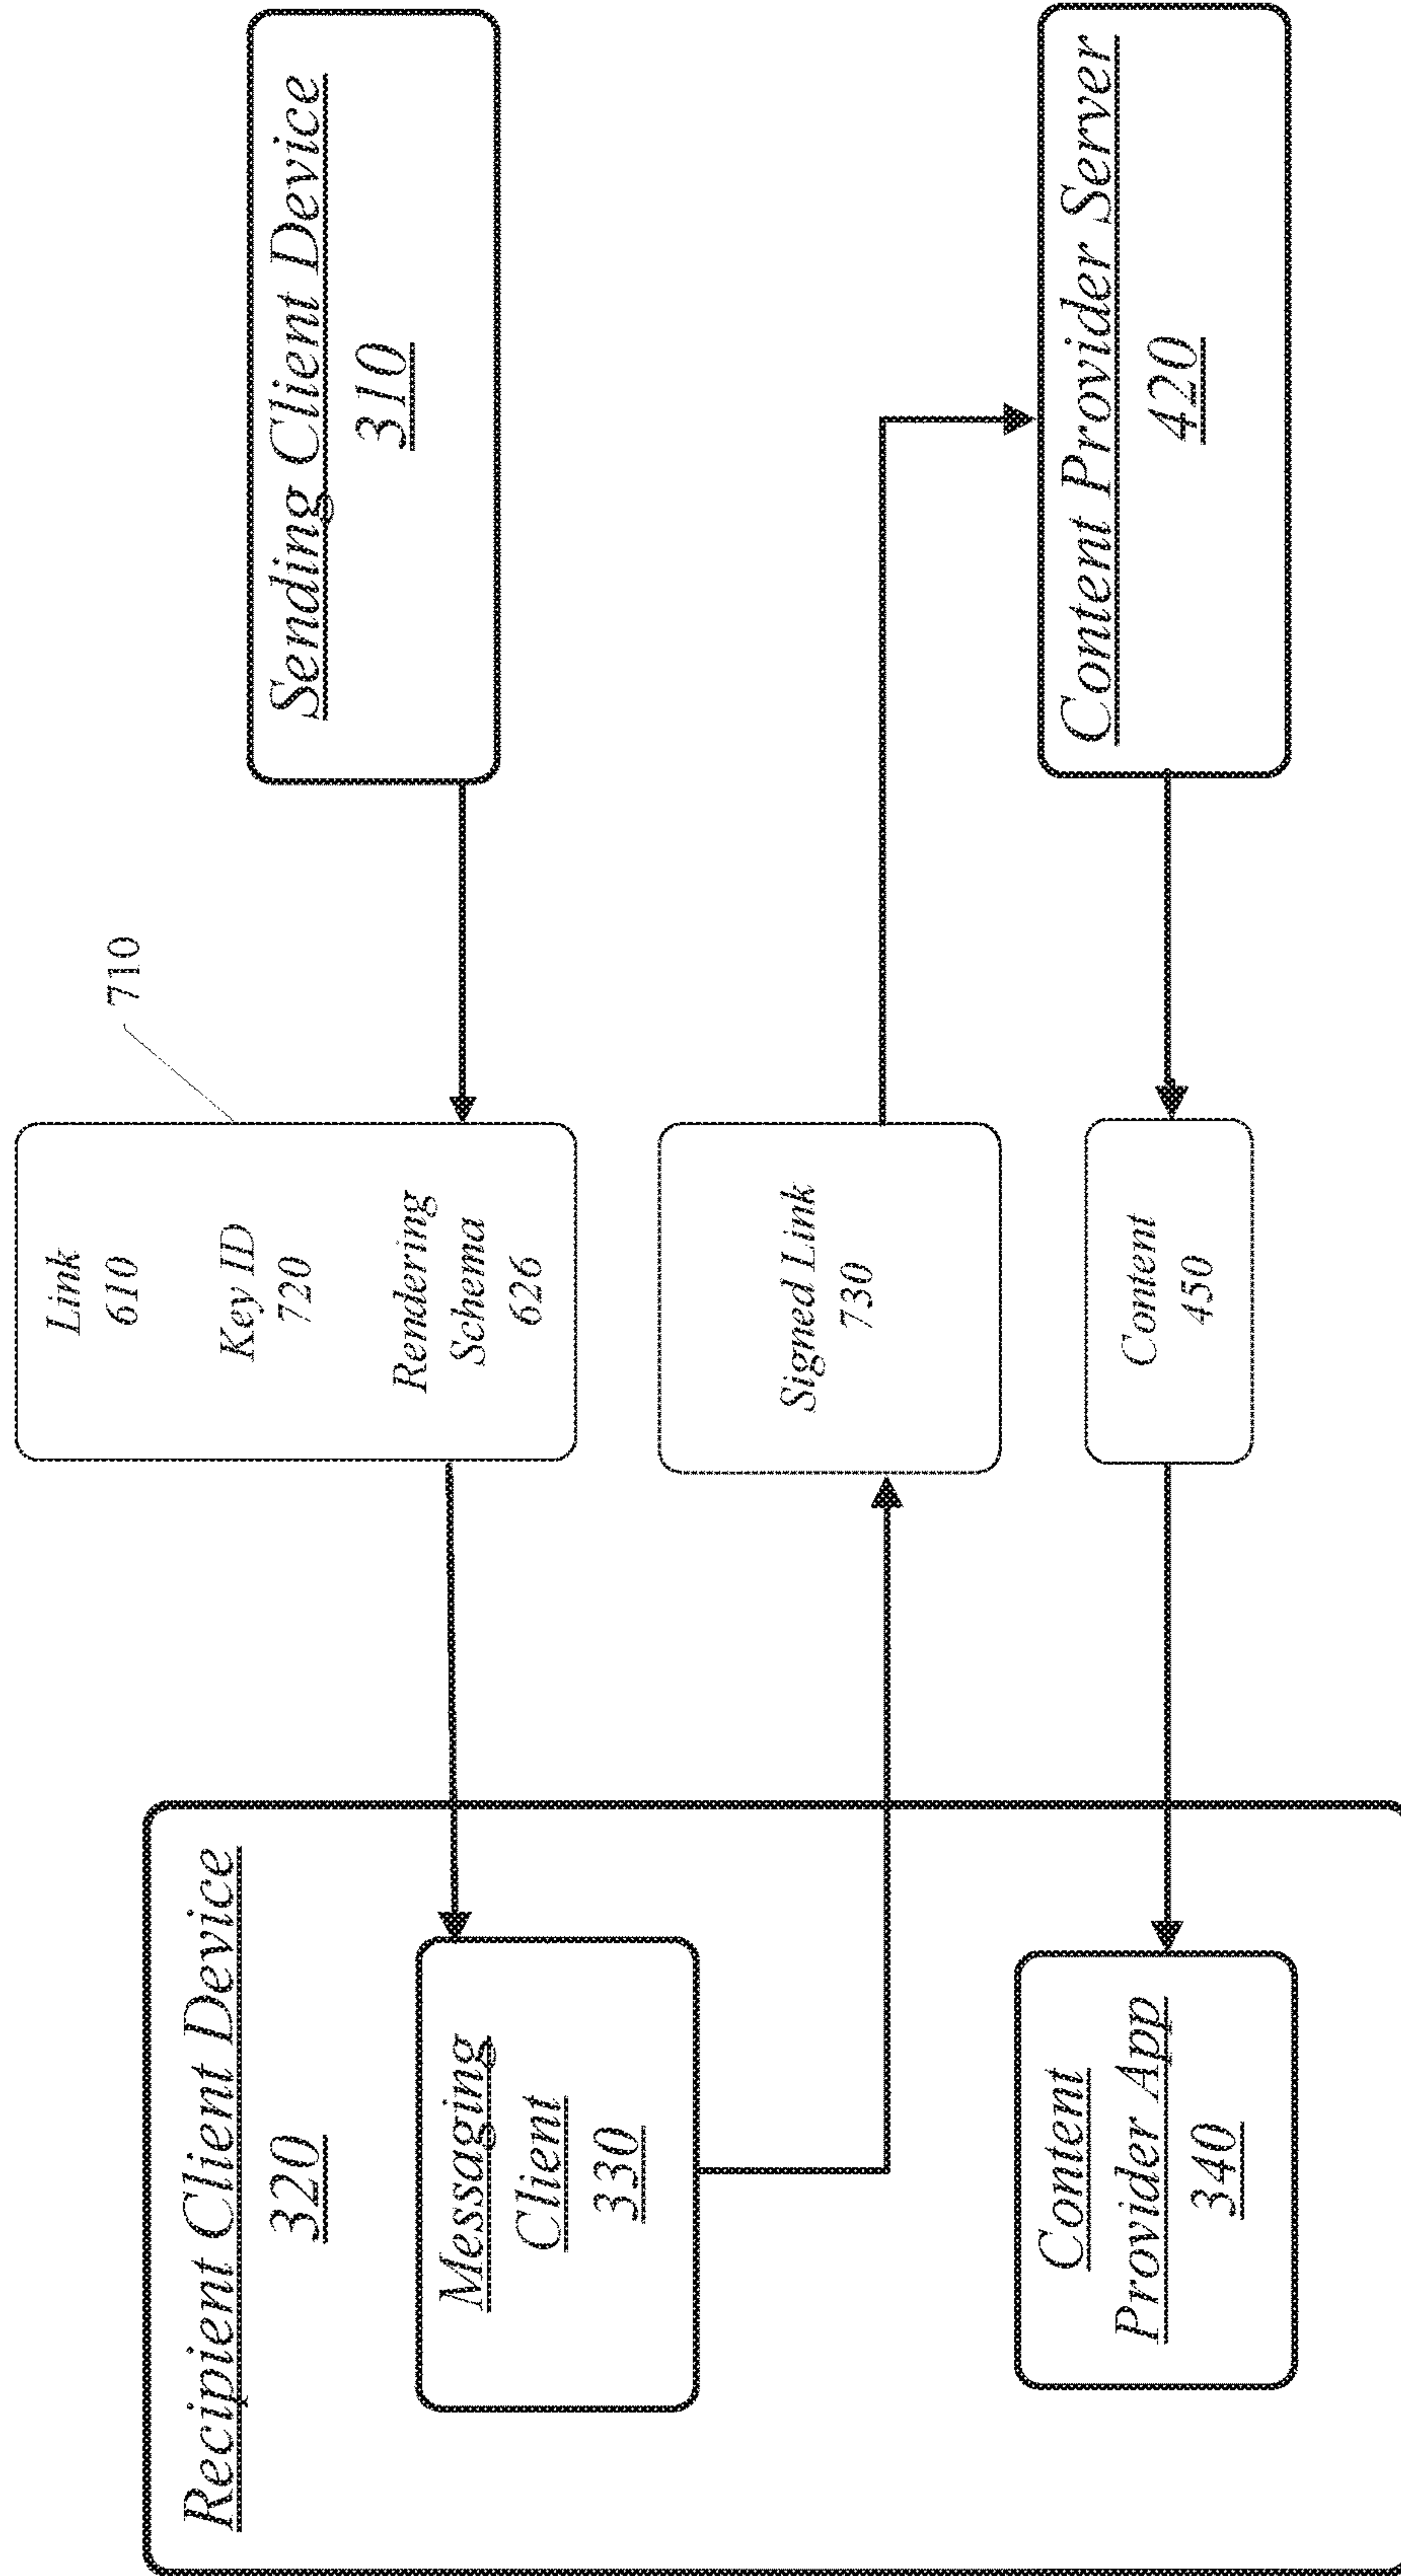 Recipient Client Device
320
Messaging
Client
330
Content
Provider App
340
710
Link
610
Key ID
720
Rendering
Schema
626
Signed Link
730
Content
450
Sending Client Device
310
Content Provider Server
420